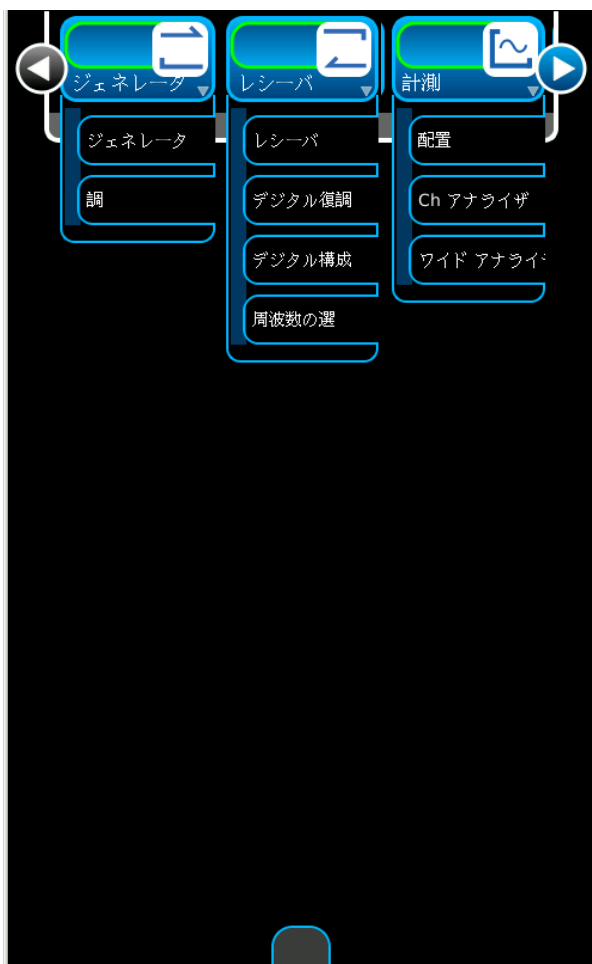 ジェネレータ
ジェネレータ
調
レシーバ
レシーバ
デジタル復調
デジタル構成
周波数の選
計測
配置
Ch アナライザ
ワイド アナライ